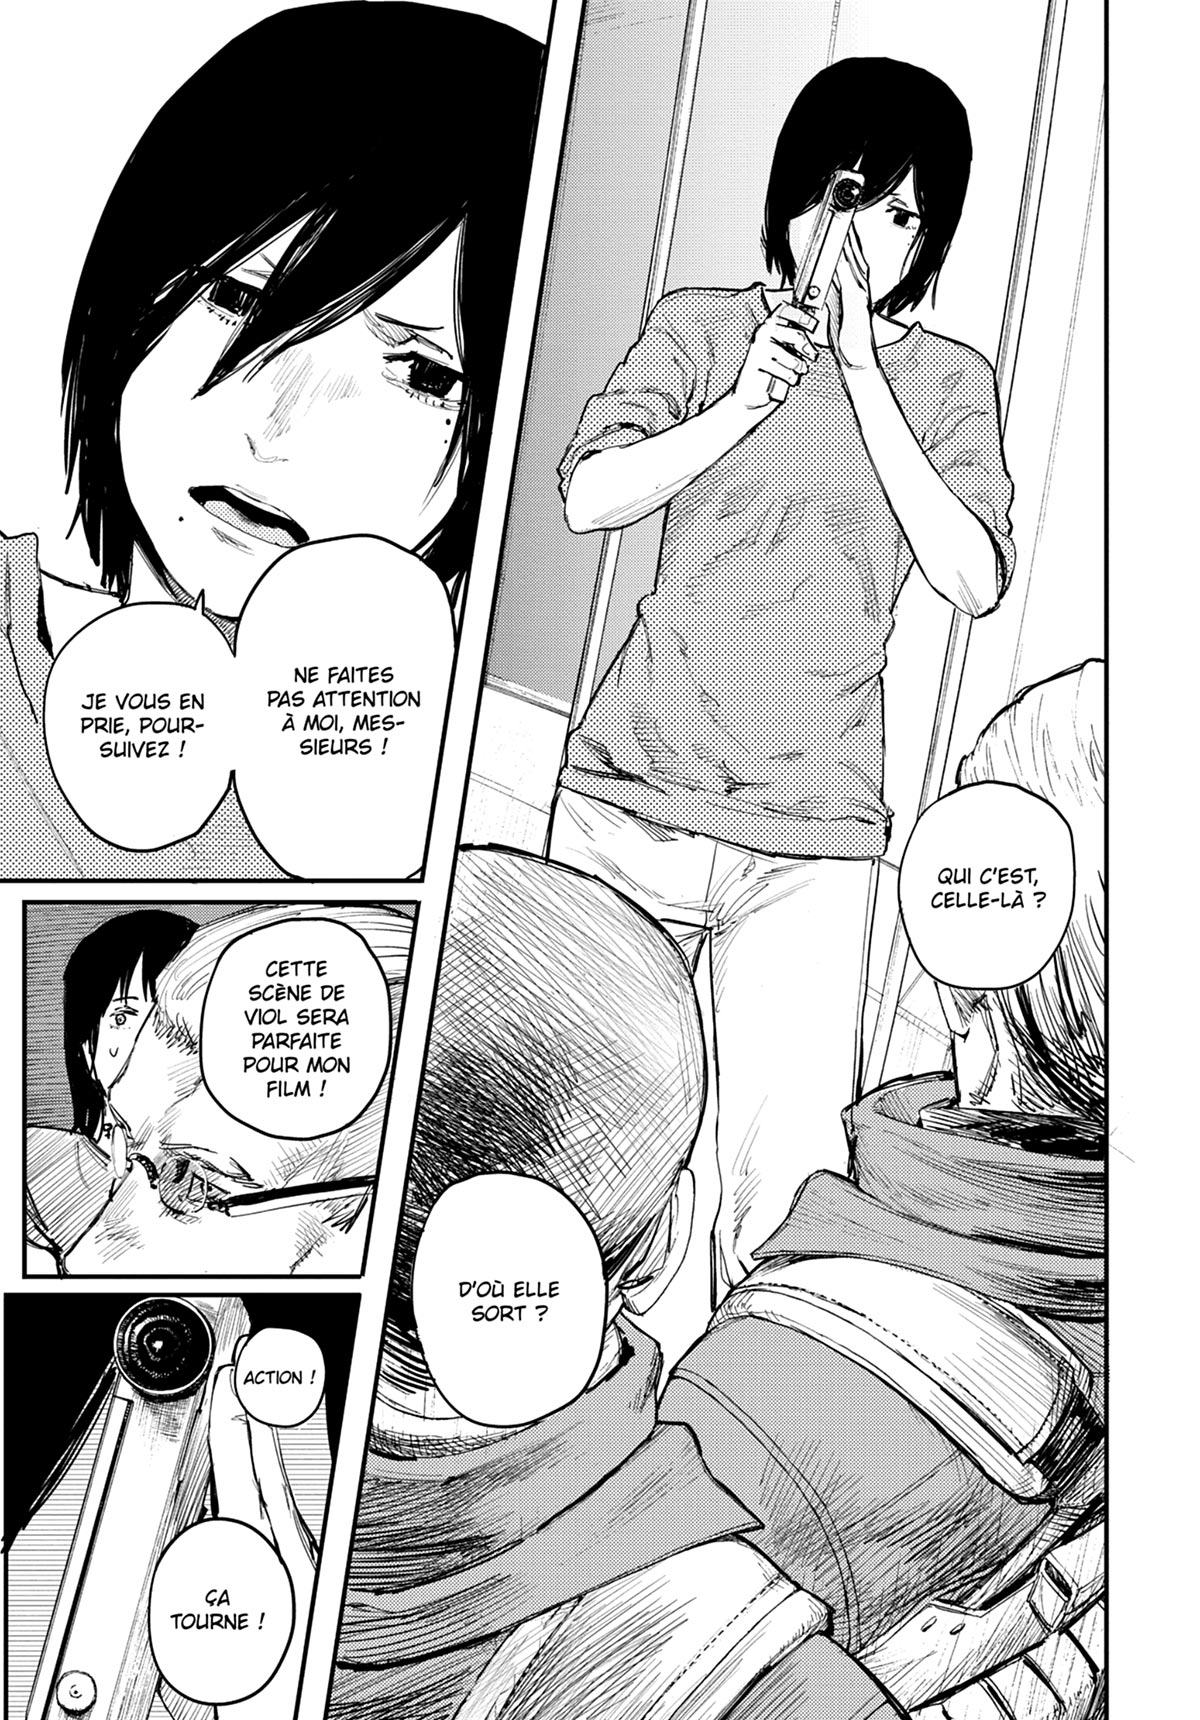 QUI C'EST,
CELLE-LÀ ?
D'OÙ ELLE
SORT ?
NE FAITES
PAS ATTENTION
À MOI, MES-
SIEURS !
JE VOUS EN
PRIE, POUR-
SUIVEZ !
CETTE
SCÈNE DE
VIOL SERA
PARFAITE
POUR MON
FILM !
ACTION !
ÇA
TOURNE !